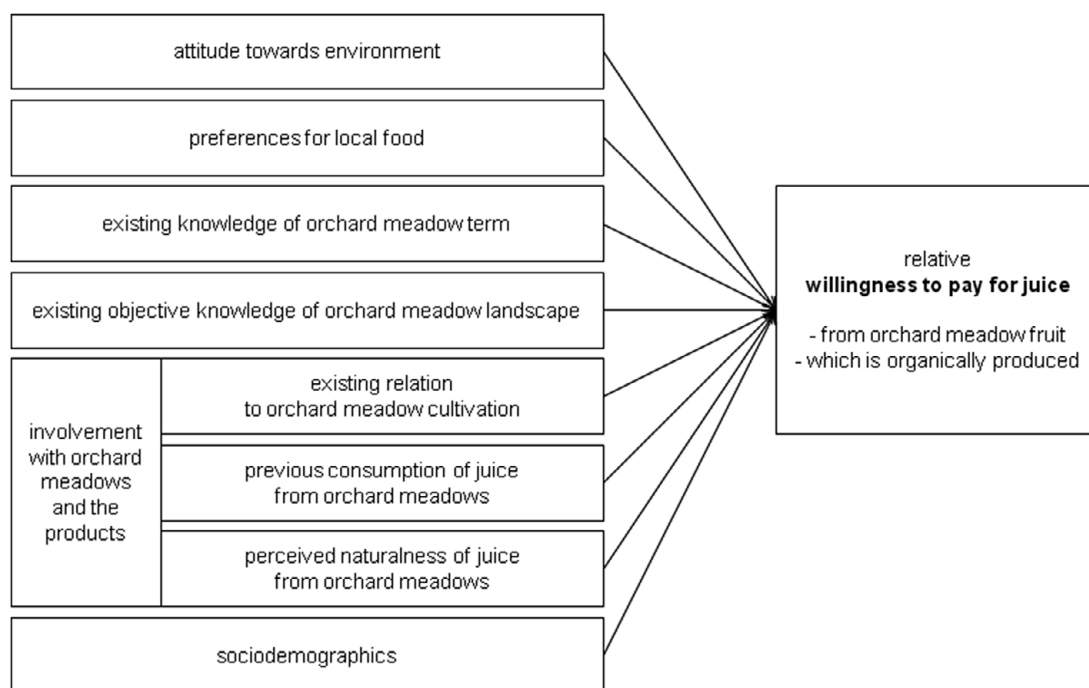 attitude towards environment
preferences for local food
existing knowledge of orchard meadow term
existing objective knowledge of orchard meadow landscape
involvement
with orchard
meadows
and the
products
existing relation
to orchard meadow cultivation
previous consumption of juice
from orchard meadows
perceived naturalness of juice
from orchard meadows
sociodemographics
relative
willingness to pay for juice
- from orchard meadow fruit
- which is organically produced